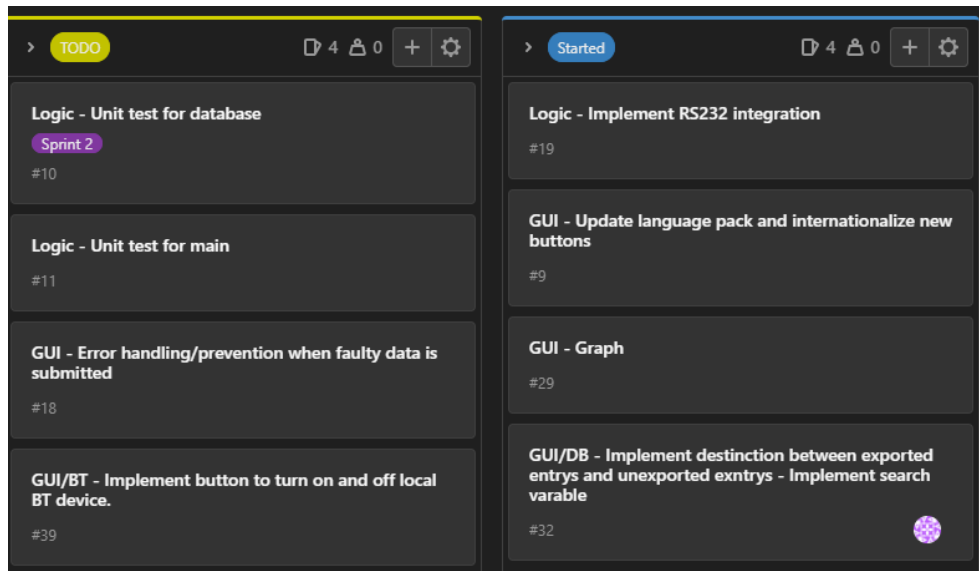 TODO
4
0
Logic - Unit test for database
Sprint 2
#10
Logic - Unit test for main
#11
GUI - Error handling/prevention when faulty data is
submitted
#18
GUI/BT - Implement button to turn on and off local
BT device.
#39
Started
4
0
Logic - Implement RS232 integration
#19
GUI - Update language pack and internationalize new
buttons
#9
GUI - Graph
#29
GUI/DB - Implement destinction between exported
entrys and unexported exntrys - Implement search
varable
#32